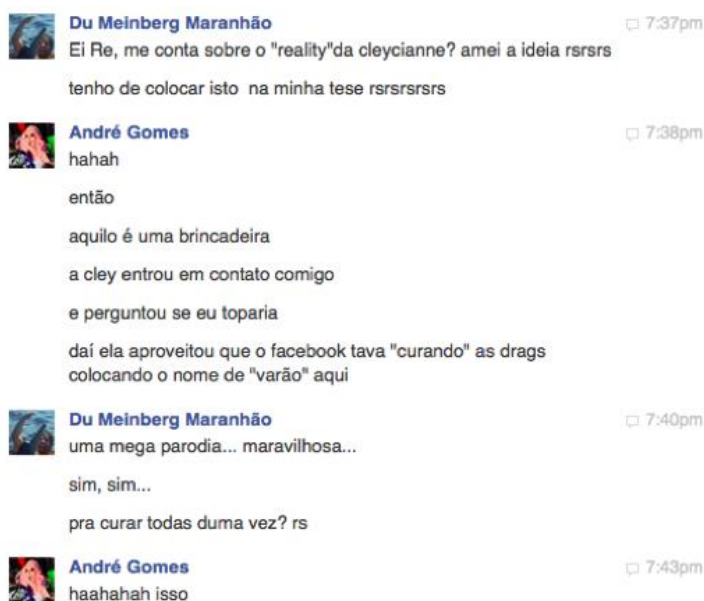 Du Meinberg Maranhão 7:37pm
Ei Re, me conta sobre o "reality"da cleycianne? amei a ideia rsrsrs
tenho de colocar isto na minha tese rsrsrsrsrs
André Gomes 7:38pm
hahah
então
aquilo é uma brincadeira
a cley entrou em contato comigo
e perguntou se eu toparia
daí ela aproveitou que o facebook tava "curando" as drags
colocando o nome de "varão" aqui
Du Meinberg Maranhão 7:40pm
uma mega parodia... maravilhosa...
sim, sim...
pra curar todas duma vez? rs
André Gomes 7:43pm
haahahah isso